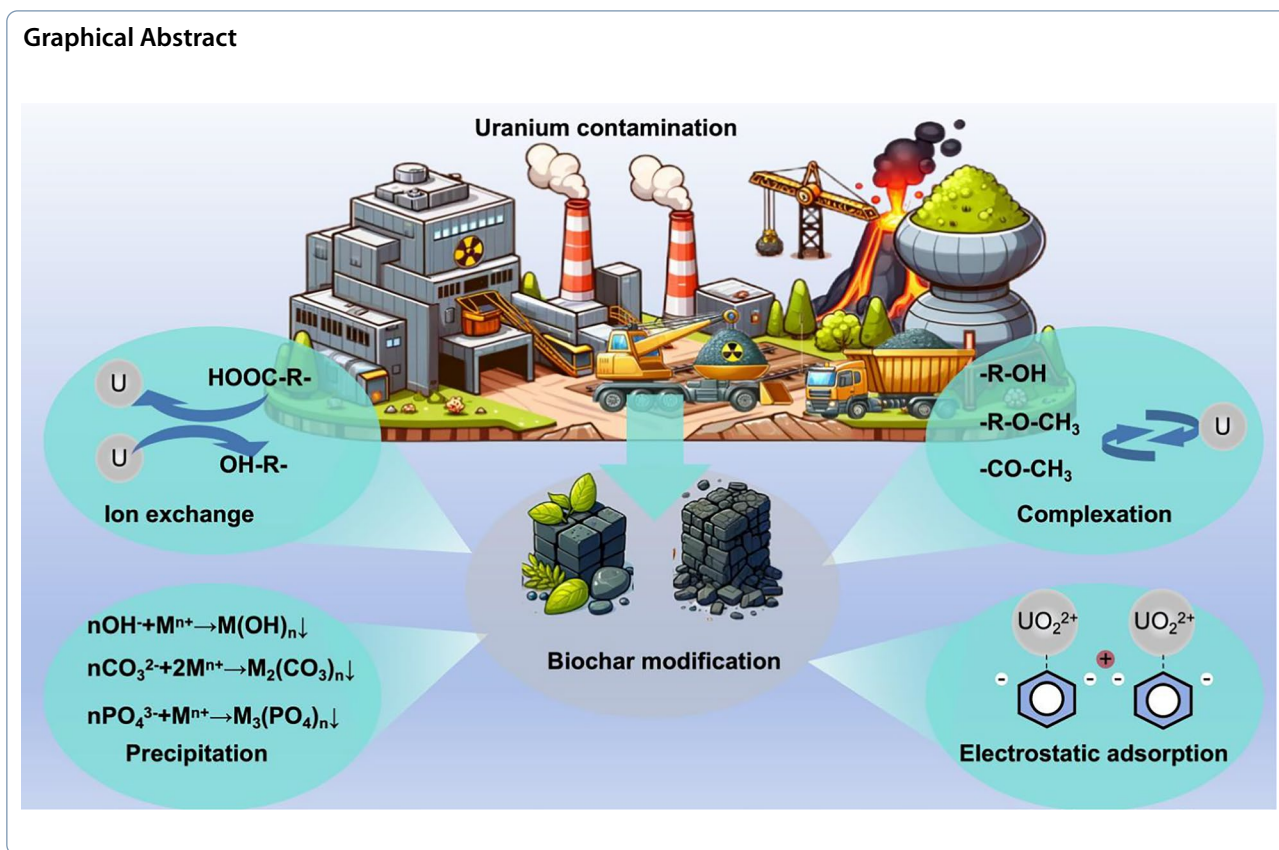 Graphical Abstract
Uranium contamination
U
HOOC-R-
U
OH-R-
Ion exchange
-R-OH
-R-O-CH₃
-CO-CH₃
U
Complexation
nOH⁻+Mⁿ⁺→M(OH)ₙ↓
nCO₃²⁻+2Mⁿ⁺→M₂(CO₃)ₙ↓
nPO₄³⁻+Mⁿ⁺→M₃(PO₄)ₙ↓
Precipitation
Biochar modification
UO₂²⁺ UO₂²⁺
+
- - - -
Electrostatic adsorption